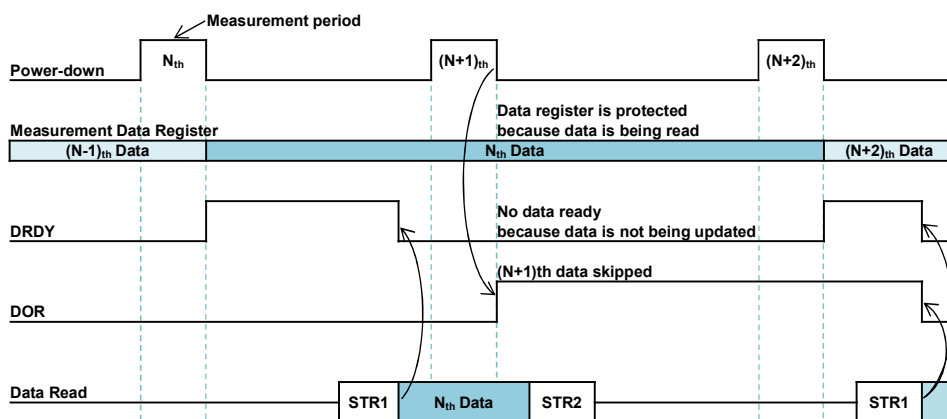 Measurement period
Power-down
Nth
(N+1)th
(N+2)th
Data register is protected
because data is being read
Measurement Data Register
(N-1)th Data
Nth Data
(N+2)th Data
DRDY
No data ready
because data is not being updated
(N+1)th data skipped
DOR
Data Read
STR1
Nth Data
STR2
STR1